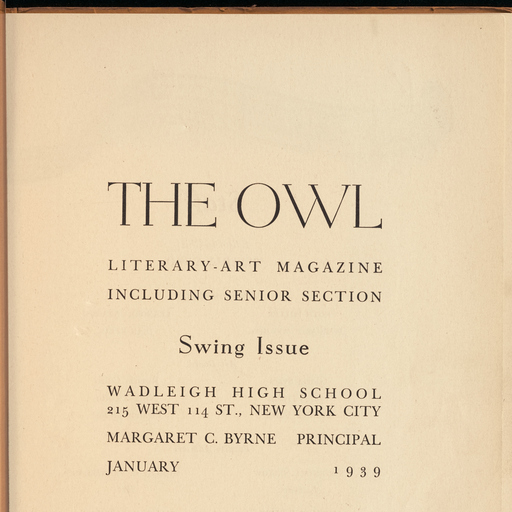 THE OWL
LITERARY-ART MAGAZINE
INCLUDING SENIOR SECTION
Swing Issue
WADLEIGH HIGH SCHOOL
215 WEST 114 ST., NEW YORK CITY
MARGARET C. BYRNE PRINCIPAL
JANUARY 1939